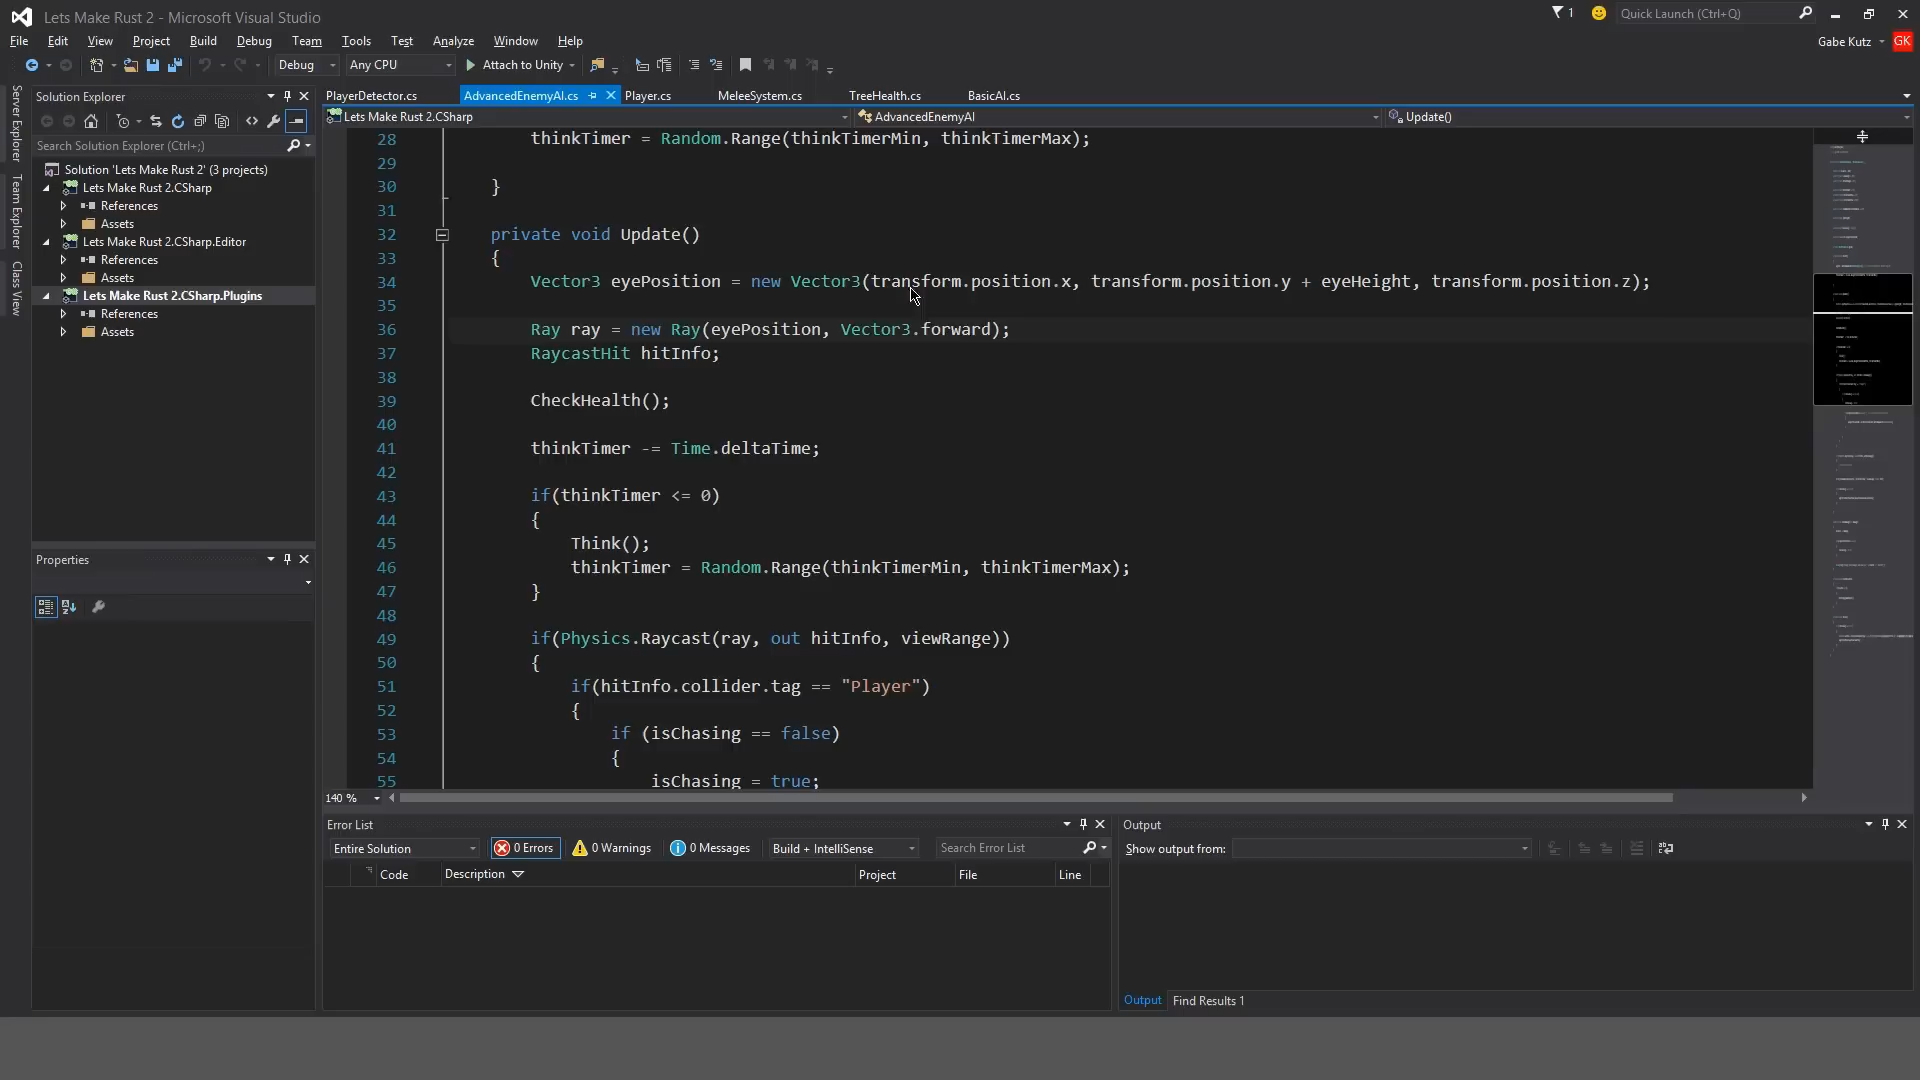 Lets Make Rust 2 - Microsoft Visual Studio
1
Quick Launch (Ctrl+Q)
File Edit View Project Build Debug Team Tools Test Analyze Window Help
Gabe Kutz GK
Debug Any CPU Attach to Unity
Server Explorer
Team Explorer
Class View
Solution Explorer
Search Solution Explorer (Ctrl+;)
Solution 'Lets Make Rust 2' (3 projects)
Lets Make Rust 2.CSharp
References
Assets
Lets Make Rust 2.CSharp.Editor
References
Assets
Lets Make Rust 2.CSharp.Plugins
References
Assets
Properties
PlayerDetector.cs AdvancedEnemyAI.cs Player.cs MeleeSystem.cs TreeHealth.cs BasicAI.cs
Lets Make Rust 2.CSharp AdvancedEnemyAI Update()
28 thinkTimer = Random.Range(thinkTimerMin, thinkTimerMax);
29
30 }
31
32 private void Update()
33 {
34 Vector3 eyePosition = new Vector3(transform.position.x, transform.position.y + eyeHeight, transform.position.z);
35
36 Ray ray = new Ray(eyePosition, Vector3.forward);
37 RaycastHit hitInfo;
38
39 CheckHealth();
40
41 thinkTimer -= Time.deltaTime;
42
43 if(thinkTimer <= 0)
44 {
45 Think();
46 thinkTimer = Random.Range(thinkTimerMin, thinkTimerMax);
47 }
48
49 if(Physics.Raycast(ray, out hitInfo, viewRange))
50 {
51 if(hitInfo.collider.tag == "Player")
52 {
53 if (isChasing == false)
54 {
55 isChasing = true;
140 %
Error List
Entire Solution 0 Errors 0 Warnings 0 Messages Build + IntelliSense Search Error List
Code Description Project File Line
Output
Show output from:
Output Find Results 1